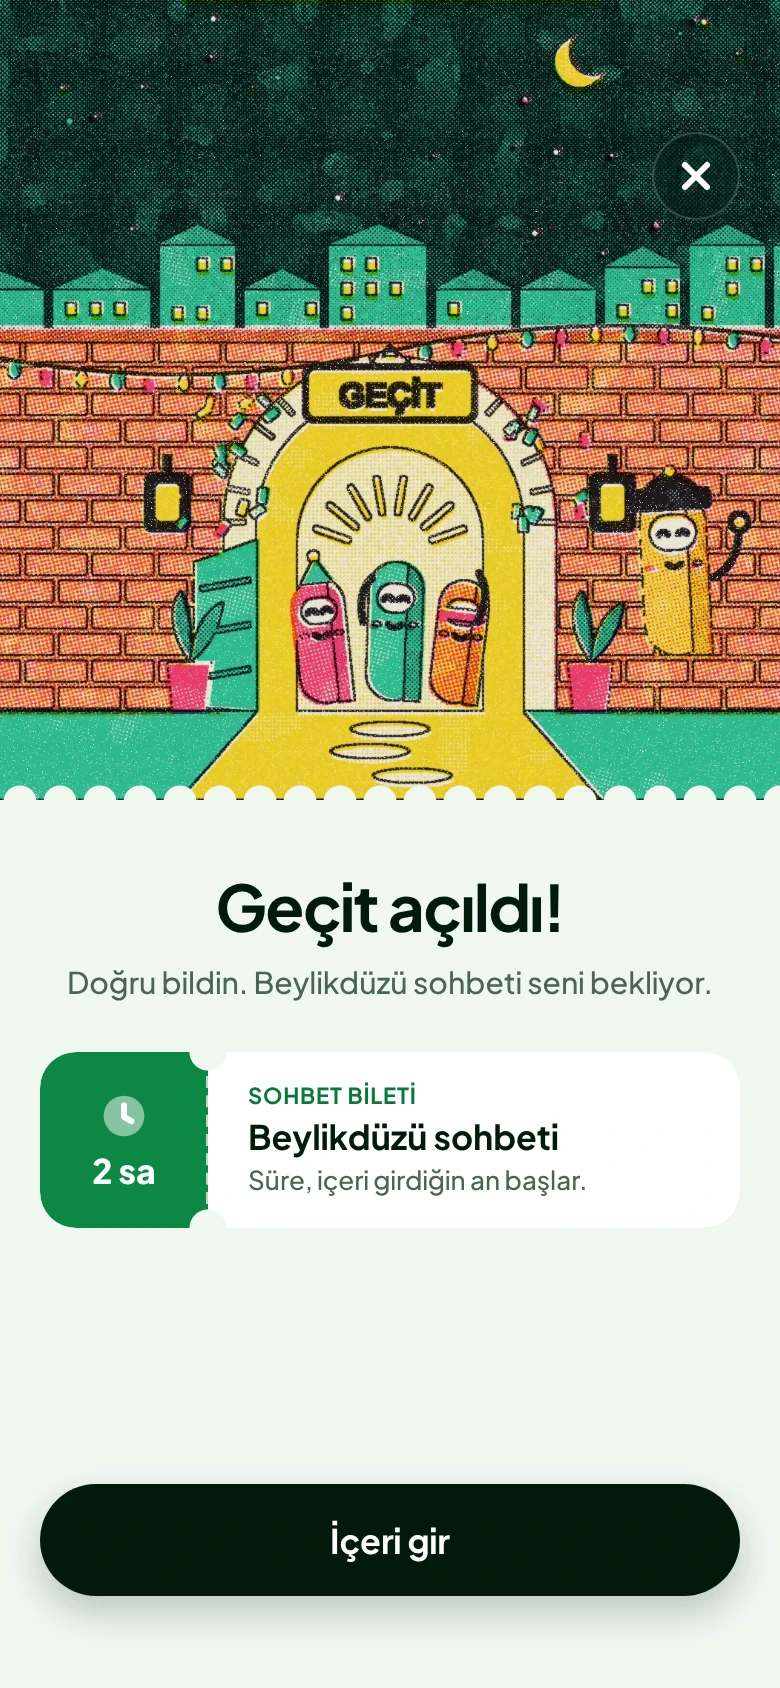 GEÇİT
Geçit açıldı!
Doğru bildin. Beylikdüzü sohbeti seni bekliyor.
SOHBET BİLETİ
2 sa
Beylikdüzü sohbeti
Süre, içeri girdiğin an başlar.
İçeri gir